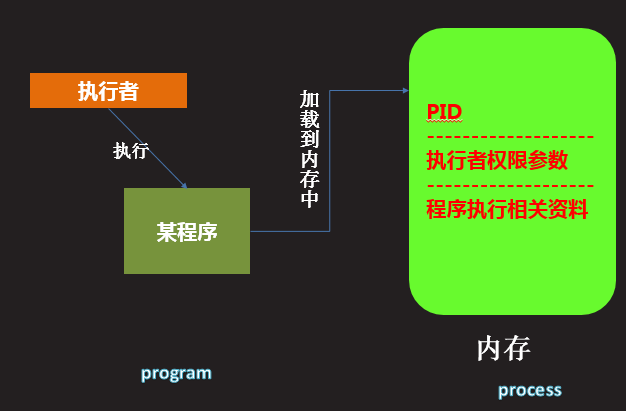 执行者
执行
某程序
加载到内存中
PID
--------------------
执行者权限参数
--------------------
程序执行相关资料
内存
program
process